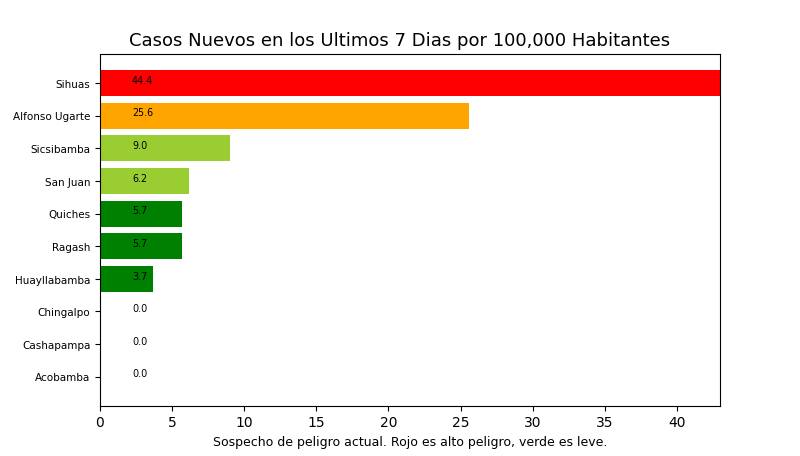 Casos Nuevos en los Ultimos 7 Dias por 100,000 Habitantes
Sihuas 44.4
Alfonso Ugarte 25.6
Sicsibamba 9.0
San Juan 6.2
Quiches 5.7
Ragash 5.7
Huayllabamba 3.7
Chingalpo 0.0
Cashapampa 0.0
Acobamba 0.0
0 5 10 15 20 25 30 35 40
Sospecho de peligro actual. Rojo es alto peligro, verde es leve.